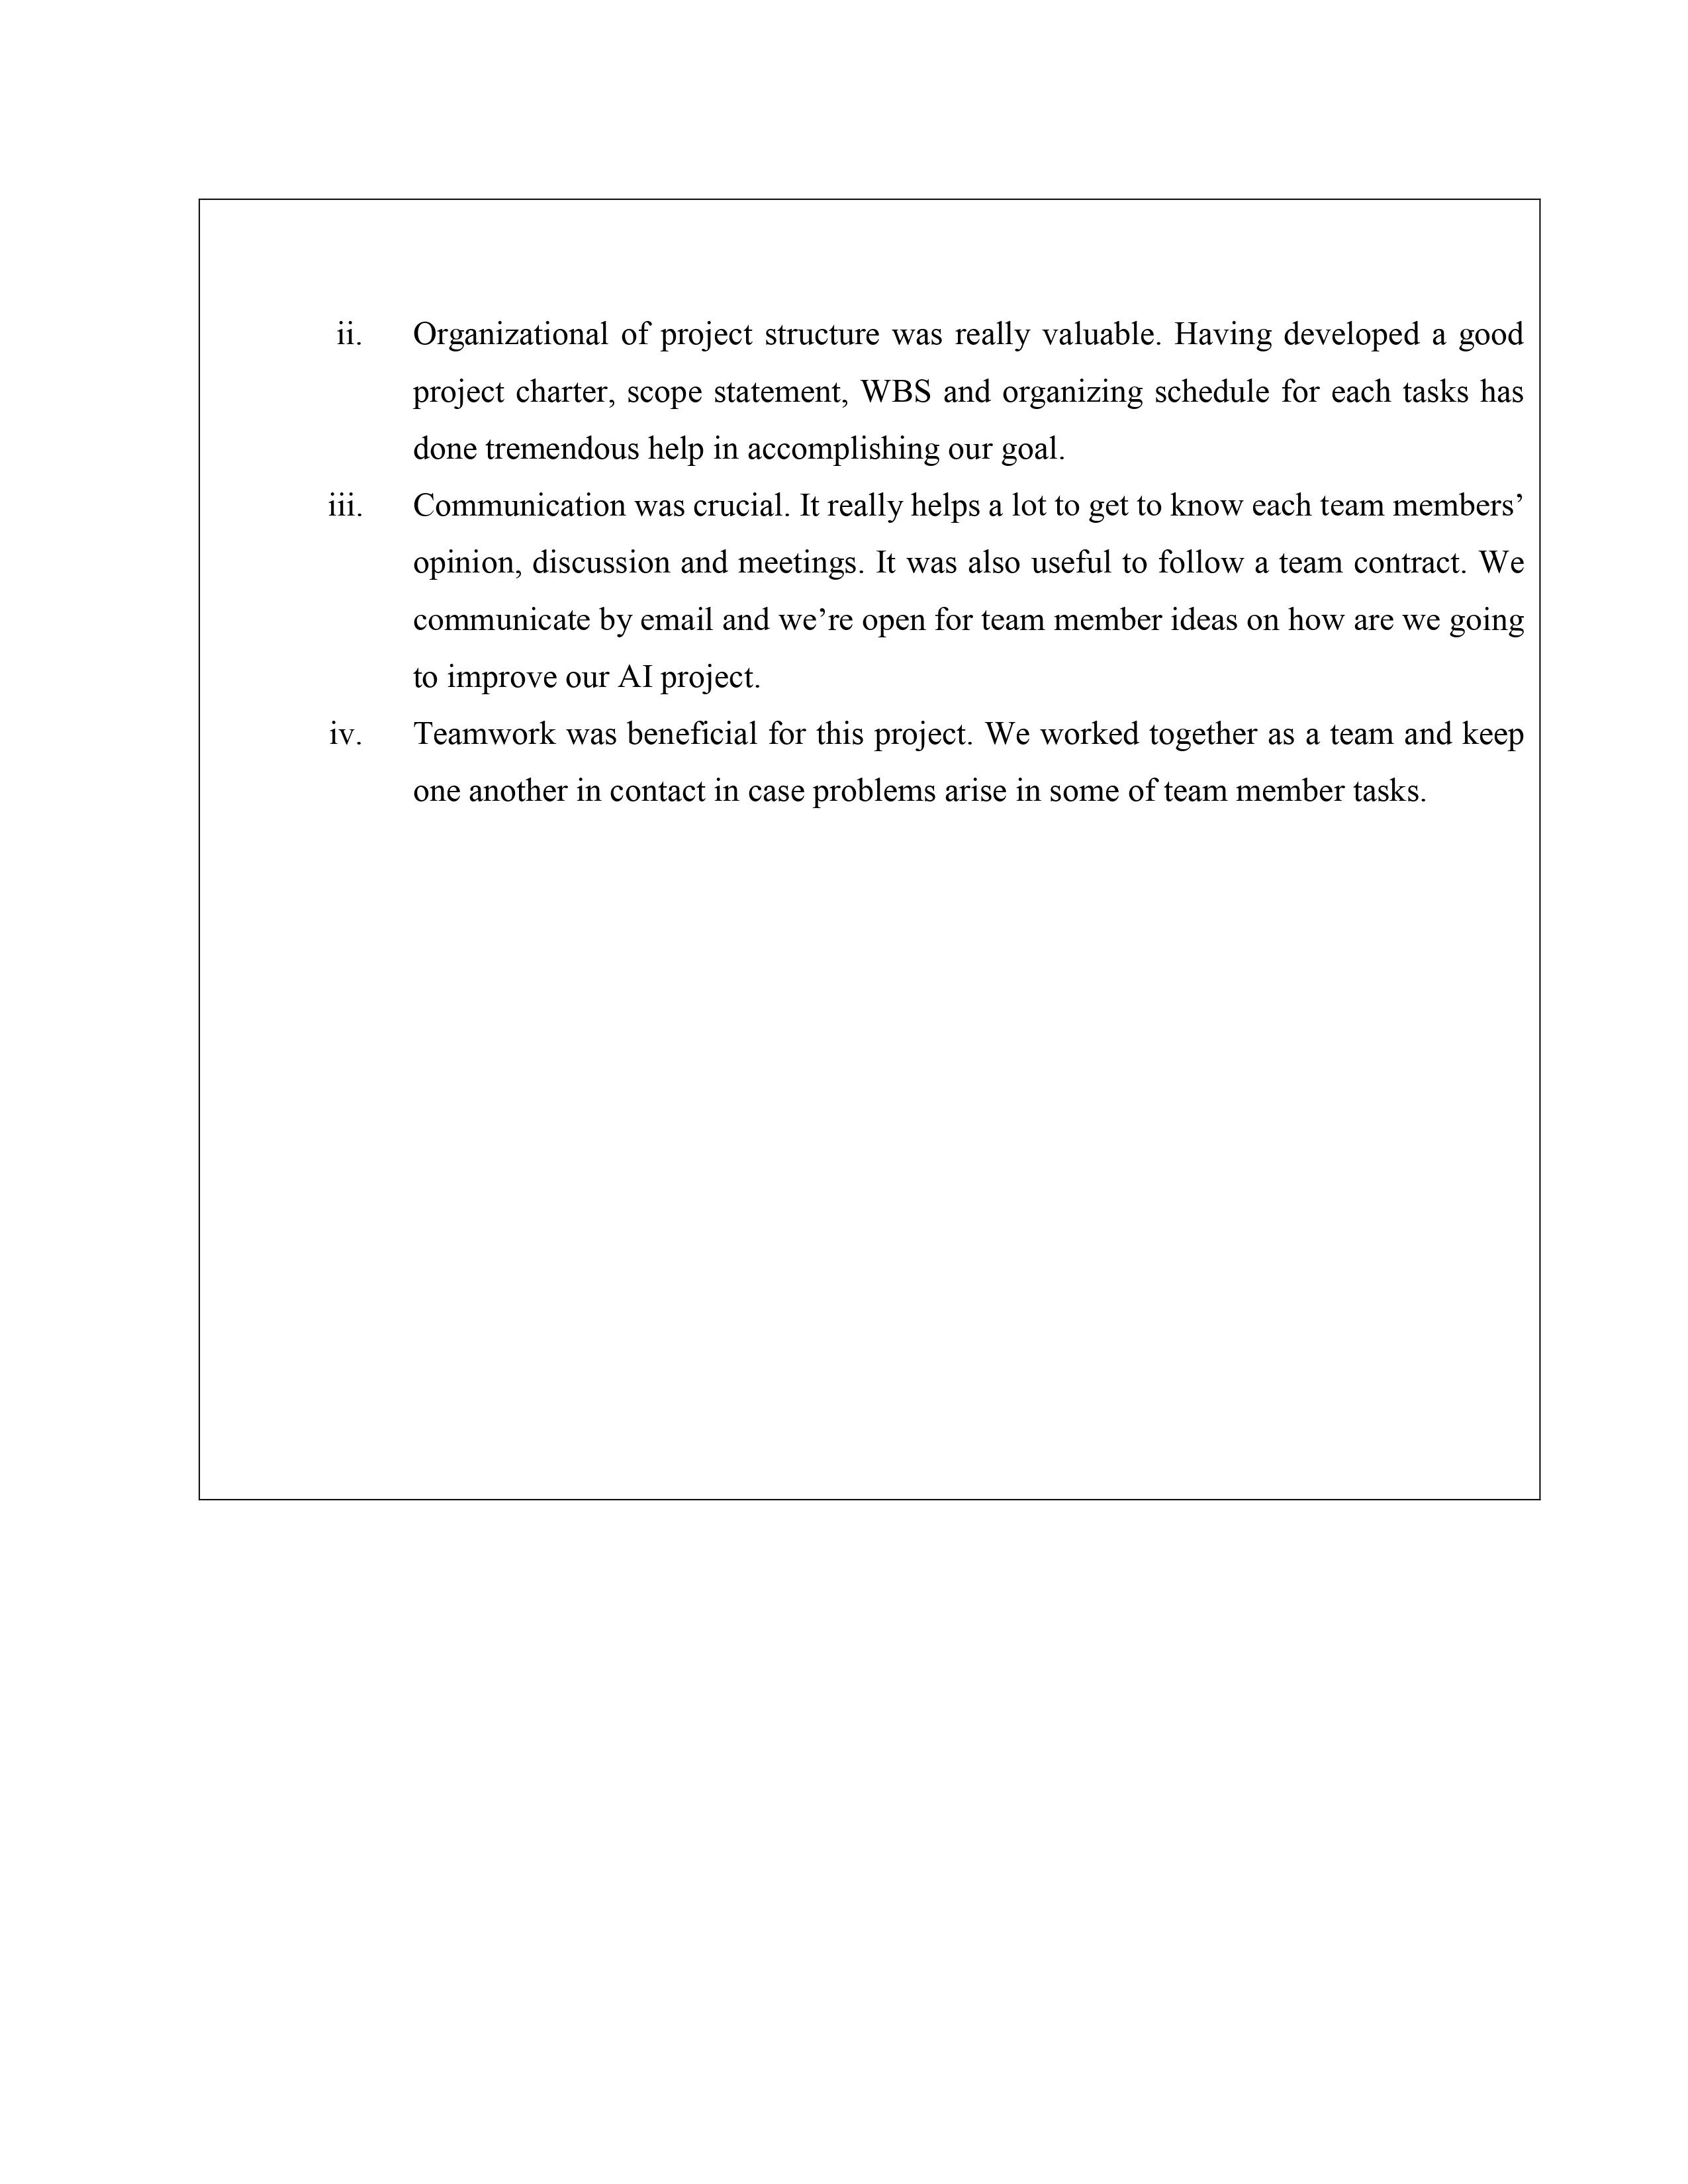 ii. Organizational of project structure was really valuable. Having developed a good
project charter, scope statement, WBS and organizing schedule for each tasks has
done tremendous help in accomplishing our goal.
iii. Communication was crucial. It really helps a lot to get to know each team members’
opinion, discussion and meetings. It was also useful to follow a team contract. We
communicate by email and we’re open for team member ideas on how are we going
to improve our AI project.
iv. Teamwork was beneficial for this project. We worked together as a team and keep
one another in contact in case problems arise in some of team member tasks.